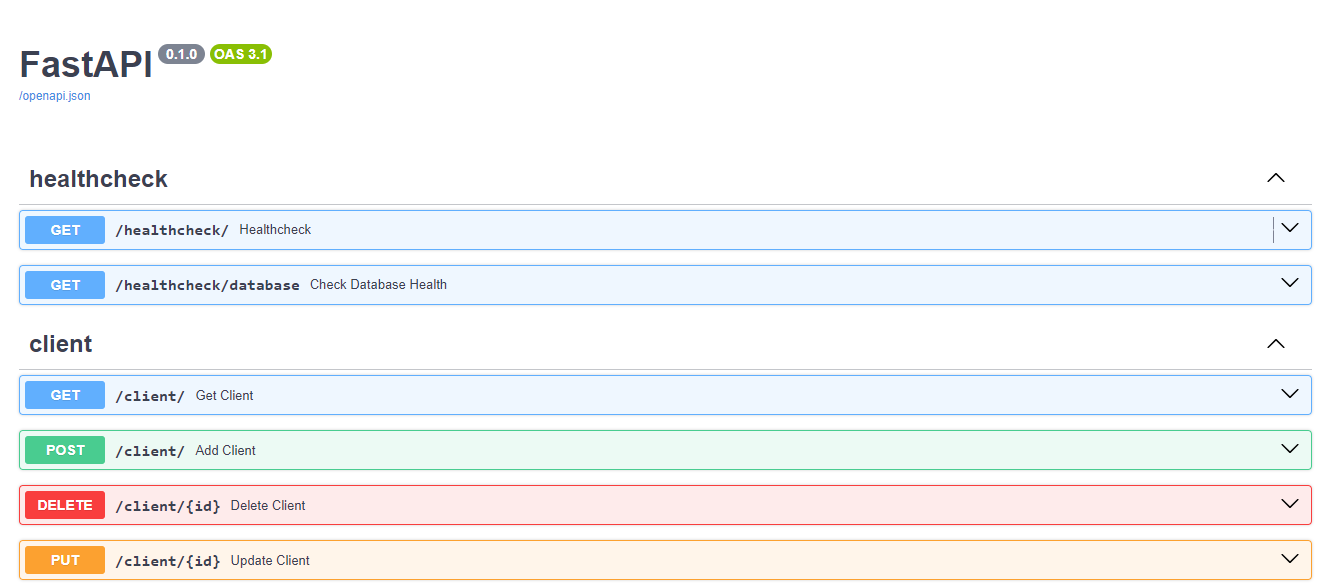 FastAPI 0.1.0 OAS 3.1
/openapi.json
healthcheck
GET /healthcheck/ Healthcheck
GET /healthcheck/database Check Database Health
client
GET /client/ Get Client
POST /client/ Add Client
DELETE /client/{id} Delete Client
PUT /client/{id} Update Client